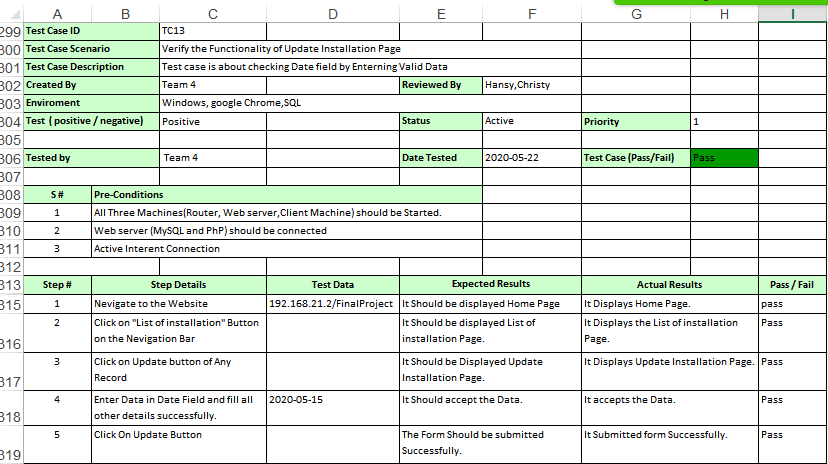 A B C D E F G H I
299 Test Case ID TC13
300 Test Case Scenario Verify the Functionality of Update Installation Page
301 Test Case Description Test case is about checking Date field by Enterning Valid Data
302 Created By Team 4 Reviewed By Hansy,Christy
303 Enviroment Windows, google Chrome,SQL
304 Test ( positive / negative) Positive Status Active Priority 1
305
306 Tested by Team 4 Date Tested 2020-05-22 Test Case (Pass/Fail) Pass
307
308 S # Pre-Conditions
309 1 All Three Machines(Router, Web server,Client Machine) should be Started.
310 2 Web server (MySQL and PhP) should be connected
311 3 Active Interent Connection
312
313 Step # Step Details Test Data Expected Results Actual Results Pass / Fail
315 1 Nevigate to the Website 192.168.21.2/FinalProject It Should be displayed Home Page It Displays Home Page. pass
2 Click on "List of installation" Button It Should be displayed List of It Displays the List of installation Pass
316 on the Nevigation Bar installation Page. Page.
3 Click on Update button of Any It Should be Displayed Update It Displays Update Installation Page. Pass
317 Record Installation Page.
4 Enter Data in Date Field and fill all 2020-05-15 It Should accept the Data. It accepts the Data. Pass
318 other details successfully.
5 Click On Update Button The Form Should be submitted It Submitted form Successfully. Pass
319 Successfully.